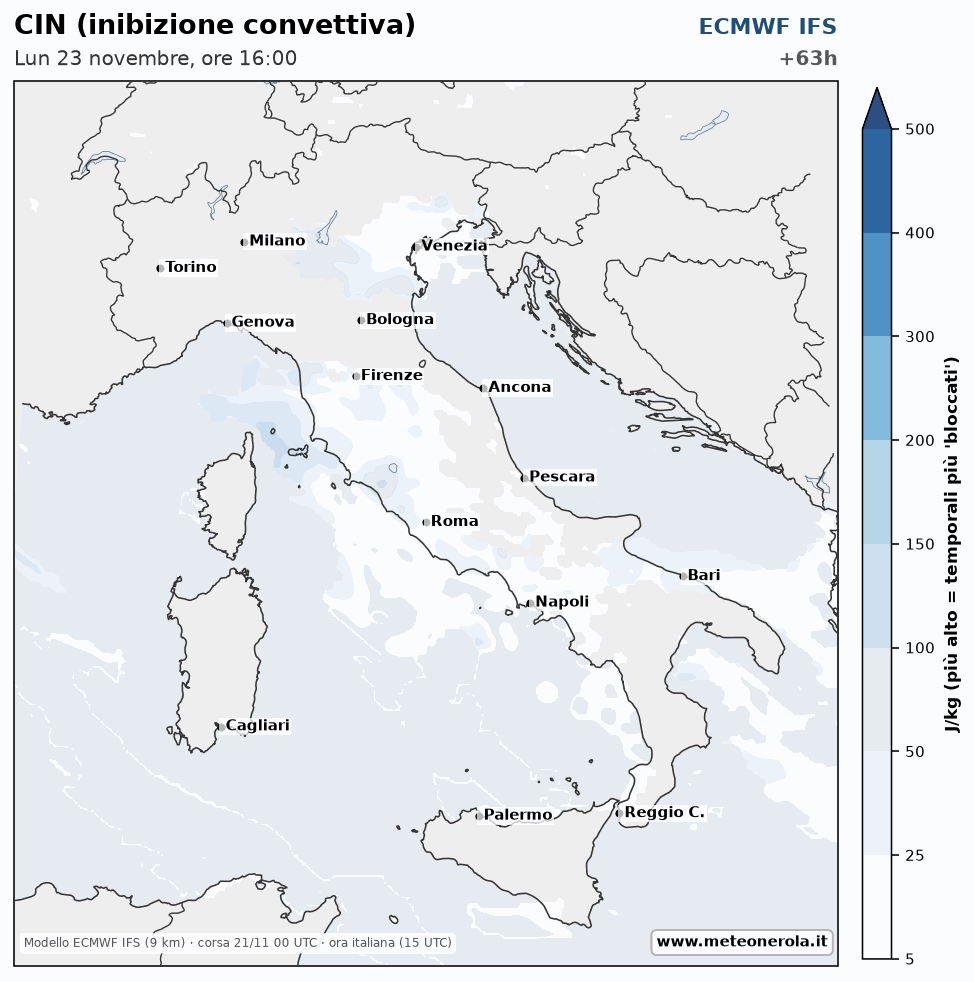 CIN (inibizione convettiva)
ECMWF IFS
Lun 23 novembre, ore 16:00
+63h
Milano
Venezia
Torino
Genova
Bologna
Firenze
Ancona
Pescara
Roma
Bari
Napoli
Cagliari
Palermo
Reggio C.
Modello ECMWF IFS (9 km) · corsa 21/11 00 UTC · ora italiana (15 UTC)
www.meteonerola.it
500
400
300
200
150
100
50
25
5
J/kg (più alto = temporali più 'bloccati')